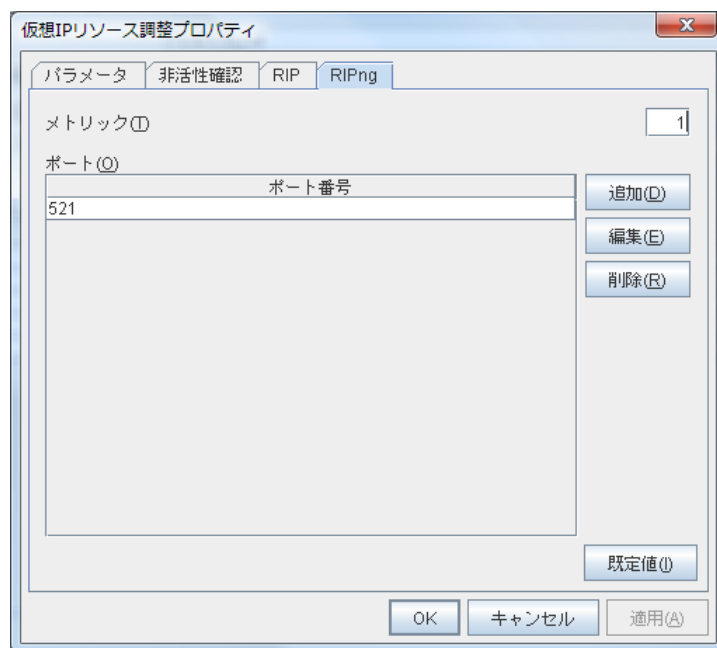 仮想IPリソース調整プロパティ
パラメータ 非活性確認 RIP RIPng
メトリック(T) 1
ポート(O)
ポート番号
521
追加(D)
編集(E)
削除(R)
既定値(I)
OK キャンセル 適用(A)